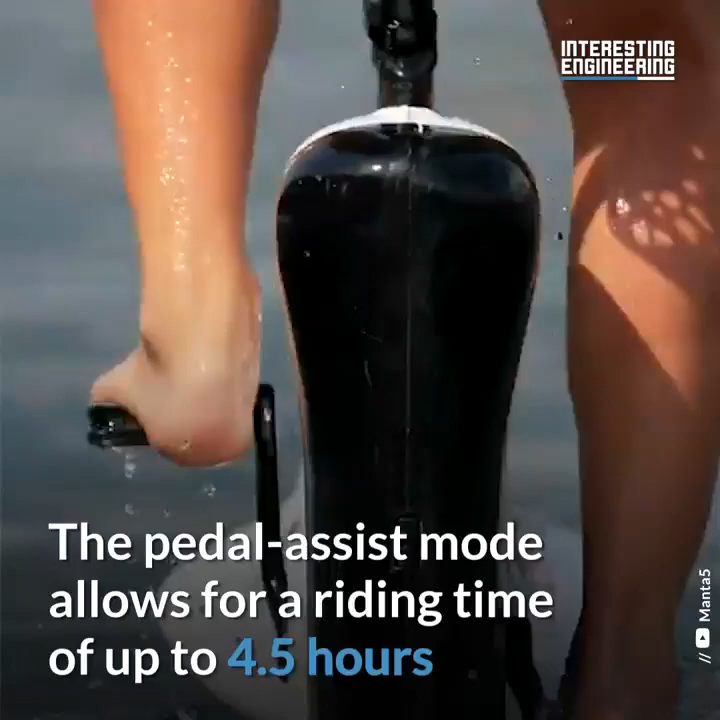 INTERESTING
ENGINEERING
The pedal-assist mode
allows for a riding time
of up to 4.5 hours
// Manta5